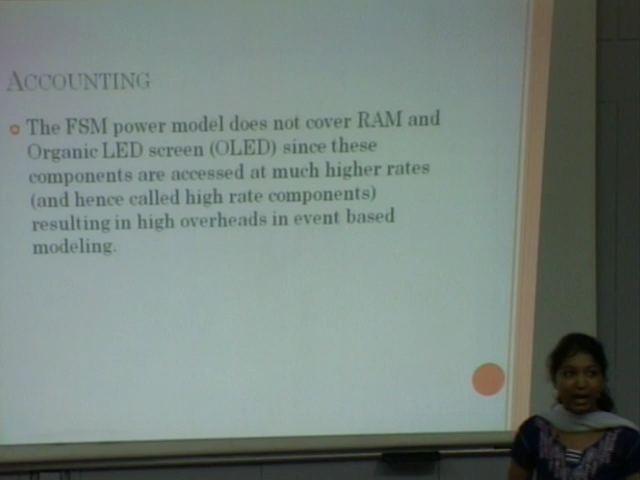 ACCOUNTING
The FSM power model does not cover RAM and
Organic LED screen (OLED) since these
components are accessed at much higher rates
(and hence called high rate components)
resulting in high overheads in event based
modeling.